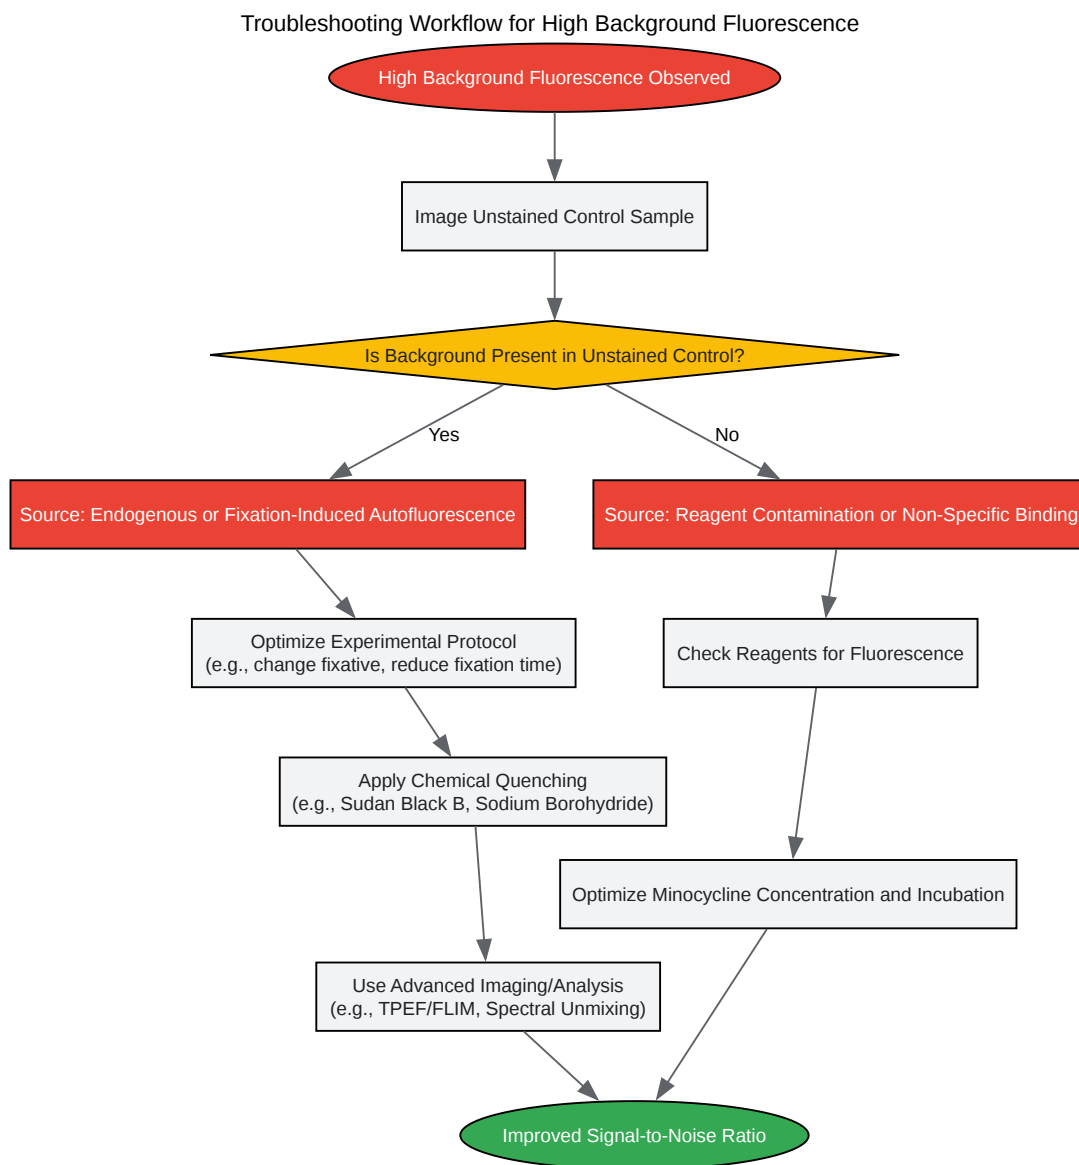 Troubleshooting Workflow for High Background Fluorescence
High Background Fluorescence Observed
Image Unstained Control Sample
Is Background Present in Unstained Control?
Yes
No
Source: Endogenous or Fixation-Induced Autofluorescence
Source: Reagent Contamination or Non-Specific Binding
Optimize Experimental Protocol
(e.g., change fixative, reduce fixation time)
Check Reagents for Fluorescence
Apply Chemical Quenching
(e.g., Sudan Black B, Sodium Borohydride)
Optimize Minocycline Concentration and Incubation
Use Advanced Imaging/Analysis
(e.g., TPEF/FLIM, Spectral Unmixing)
Improved Signal-to-Noise Ratio